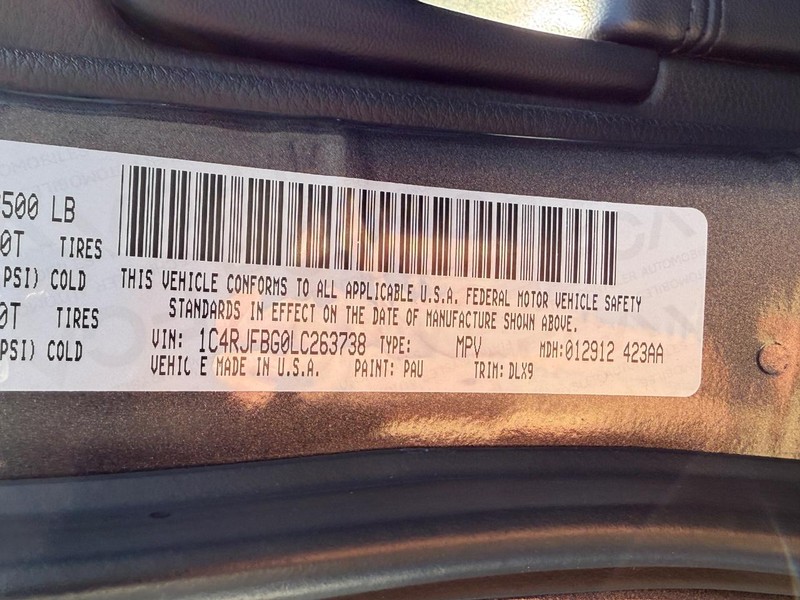 500 LB
0T TIRES
PSI) COLD
0T TIRES
PSI) COLD
THIS VEHICLE CONFORMS TO ALL APPLICABLE U.S.A. FEDERAL MOTOR VEHICLE SAFETY
STANDARDS IN EFFECT ON THE DATE OF MANUFACTURE SHOWN ABOVE.
VIN: 1C4RJFBG0LC263738 TYPE: MPV MDH:012912 423AA
VEHIC E MADE IN U.S.A. PAINT: PAU TRIM: DLX9